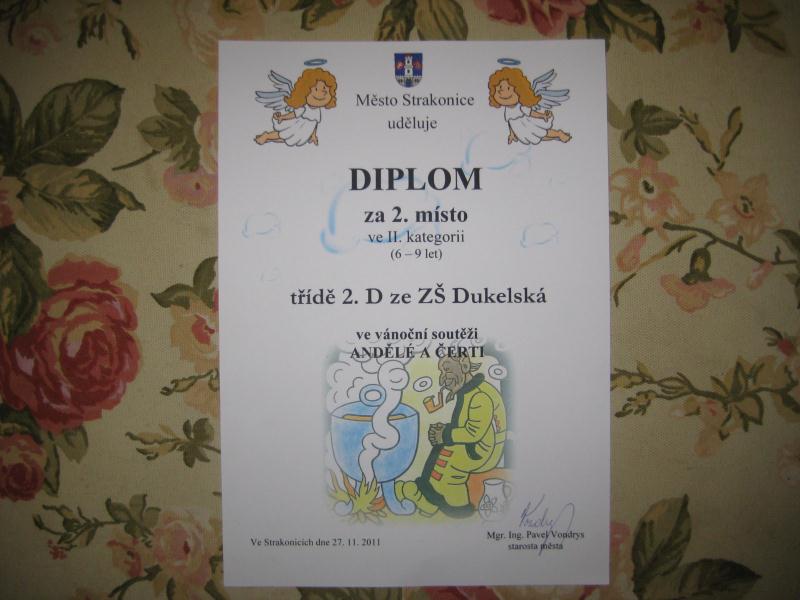 Město Strakonice
uděluje
DIPLOM
za 2. místo
ve II. kategorii
(6 – 9 let)
třídě 2. D ze ZŠ Dukelská
ve vánoční soutěži
ANDĚLÉ A ČERTI
Ve Strakonicích dne 27. 11. 2011
Mgr. Ing. Pavel Vondrys
starosta města